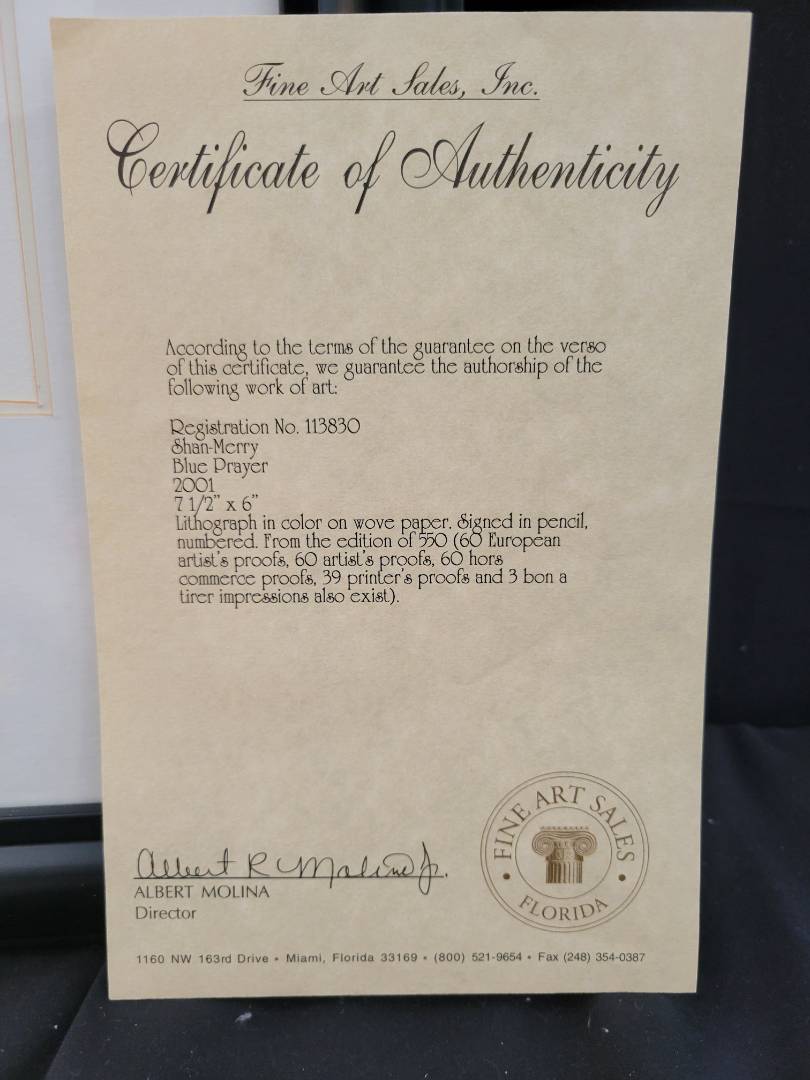 Fine Art Sales, Inc.
Certificate of Authenticity
According to the terms of the guarantee on the verso
of this certificate, we guarantee the authorship of the
following work of art:
Registration No. 113830
Shan-Merry
Blue Prayer
2001
7 1/2" x 6"
Lithograph in color on wove paper. Signed in pencil,
numbered. From the edition of 550 (60 European
artist's proofs, 60 artist's proofs, 60 hors
commerce proofs, 39 printer's proofs and 3 bon a
tirer impressions also exist).
Albert R Molina Jr.
ALBERT MOLINA
Director
FINE ART SALES
FLORIDA
1160 NW 163rd Drive • Miami, Florida 33169 • (800) 521-9654 • Fax (248) 354-0387